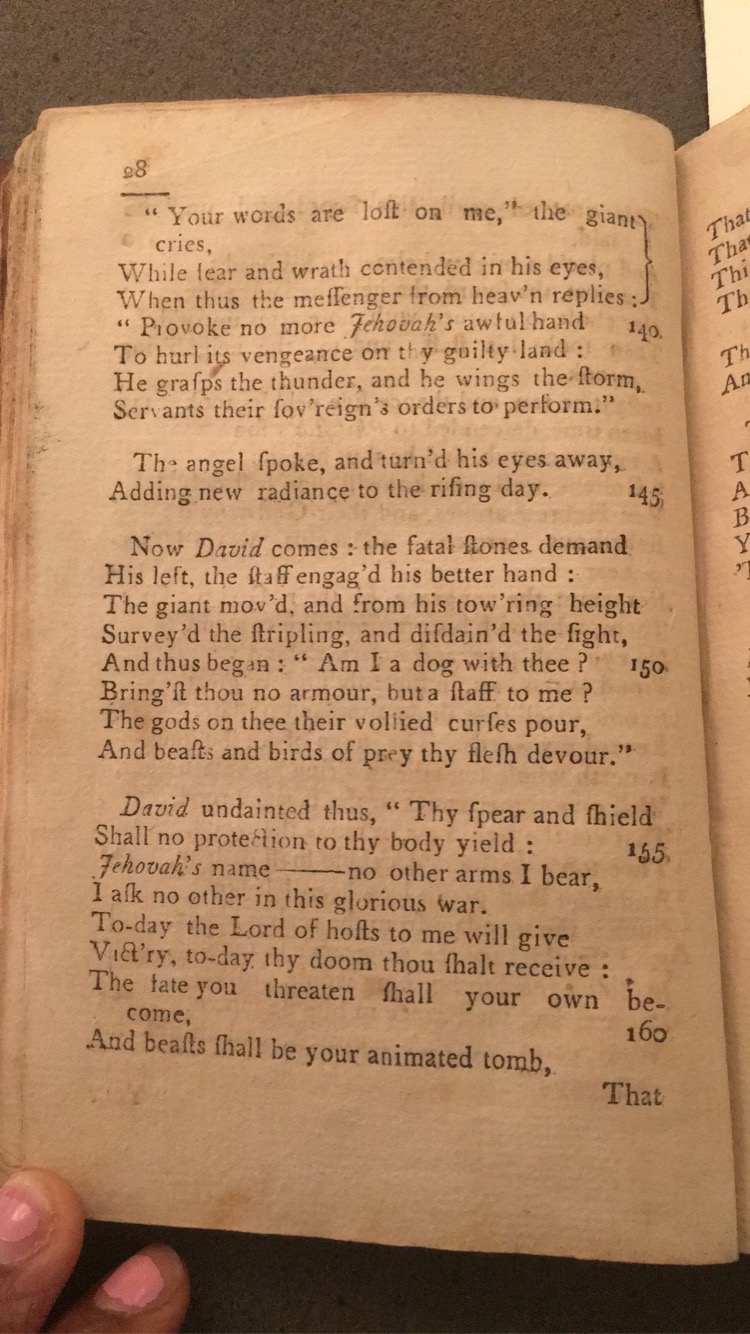 28
“ Your words are loſt on me,” the giant
cries,
While fear and wrath contended in his eyes,
When thus the meſſenger from heav’n replies :
“ Provoke no more Jehovah’s awful hand 140
To hurl its vengeance on thy guilty land :
He graſps the thunder, and he wings the ſtorm,
Servants their ſov’reign’s orders to perform.”
The angel ſpoke, and turn’d his eyes away,
Adding new radiance to the riſing day. 145
Now David comes : the fatal ſtones demand
His left, the ſtaff engag’d his better hand :
The giant mov’d, and from his tow’ring height
Survey’d the ſtripling, and diſdain’d the fight,
And thus began : “ Am I a dog with thee ? 150
Bring’ſt thou no armour, but a ſtaff to me ?
The gods on thee their vollied curſes pour,
And beaſts and birds of prey thy fleſh devour.”
David undainted thus, “ Thy ſpear and ſhield
Shall no protection to thy body yield : 155
Jehovah’s name ———no other arms I bear,
I aſk no other in this glorious war.
To-day the Lord of hoſts to me will give
Vict’ry, to-day thy doom thou ſhalt receive :
The fate you threaten ſhall your own be-
come, 160
And beaſts ſhall be your animated tomb,
That
That
Tha
Thi
Th
Th
An
T
A
B
Y